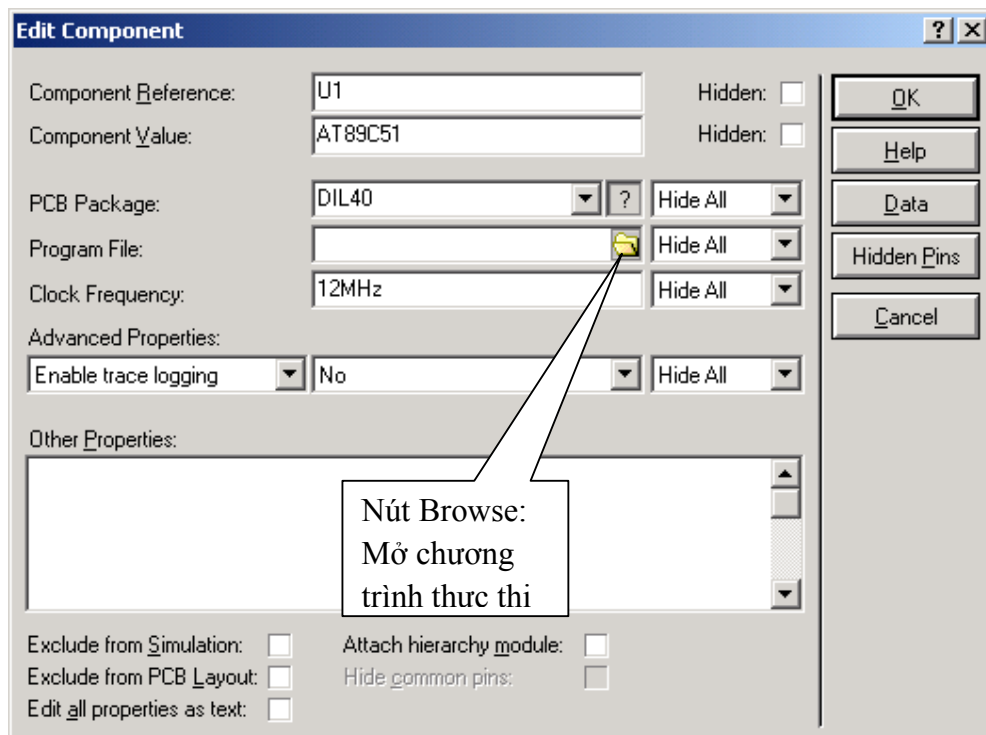 Edit Component
Component Reference: U1 Hidden:
Component Value: AT89C51 Hidden:
PCB Package: DIL40 ? Hide All
Program File: Hide All
Clock Frequency: 12MHz Hide All
Advanced Properties:
Enable trace logging No Hide All
Other Properties:
Nút Browse:
Mở chương
trình thưc thi
Exclude from Simulation: Attach hierarchy module:
Exclude from PCB Layout: Hide common pins:
Edit all properties as text:
OK
Help
Data
Hidden Pins
Cancel